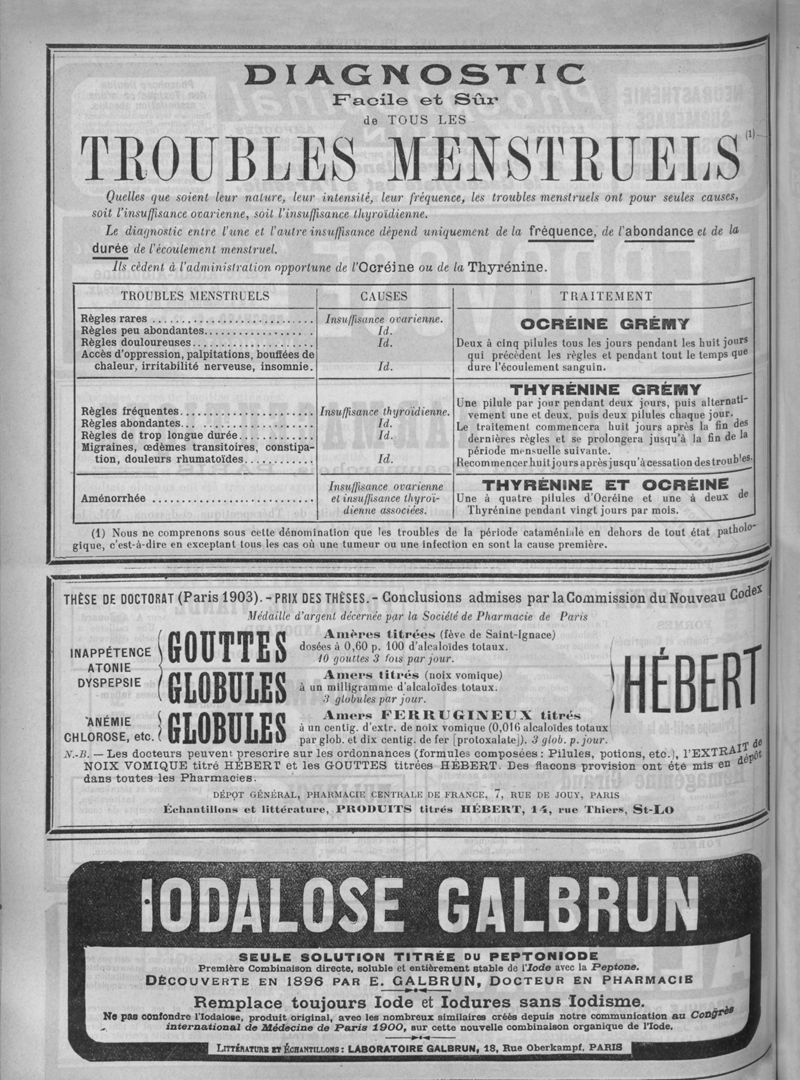 DIAGNOSTIC
Facile et Sûr
de TOUS LES
TROUBLES MENSTRUELS (1)
Quelles que soient leur nature, leur intensité, leur fréquence, les troubles menstruels ont pour seules causes,
soit l'insuffisance ovarienne, soit l'insuffisance thyroïdienne.
Le diagnostic entre l'une et l'autre insuffisance dépend uniquement de la fréquence, de l'abondance et de la
durée de l'écoulement menstruel.
Ils cèdent à l'administration opportune de l'Ocréine ou de la Thyrénine.
TROUBLES MENSTRUELS CAUSES TRAITEMENT
Règles rares ........................ Insuffisance ovarienne.
Règles peu abondantes................ Id.
Règles douloureuses.................. Id.
Accès d'oppression, palpitations, bouffées de
chaleur, irritabilité nerveuse, insomnie. Id.
OCRÉINE GRÉMY
Deux à cinq pilules tous les jours pendant les huit jours
qui précèdent les règles et pendant tout le temps que
dure l'écoulement sanguin.
Règles fréquentes.................... Insuffisance thyroïdienne.
Règles abondantes... ................ Id.
Règles de trop longue durée........... Id.
Migraines, œdèmes transitoires, constipa-
tion, douleurs rhumatoïdes........... Id.
THYRÉNINE GRÉMY
Une pilule par jour pendant deux jours, puis alternati-
vement une et deux, puis deux pilules chaque jour.
Le traitement commencera huit jours après la fin des
dernières règles et se prolongera jusqu'à la fin de la
période mensuelle suivante.
Recommencer huit jours après jusqu'à cessation des troubles.
Aménorrhée ........................
Insuffisance ovarienne
et insuffisance thyroï-
dienne associées.
THYRÉNINE ET OCRÉINE
Une à quatre pilules d'Ocréine et une à deux de
Thyrénine pendant vingt jours par mois.
(1) Nous ne comprenons sous cette dénomination que les troubles de la période cataméniale en dehors de tout état patholo-
gique, c'est-à-dire en exceptant tous les cas où une tumeur ou une infection en sont la cause première.
THÈSE DE DOCTORAT (Paris 1903). - PRIX DES THÈSES. - Conclusions admises par la Commission du Nouveau Codex
Médaille d'argent décernée par la Société de Pharmacie de Paris
INAPPÉTENCE
ATONIE
DYSPEPSIE
GOUTTES
Amères titrées (fève de Saint-Ignace)
dosées à 0,60 p. 100 d'alcaloïdes totaux.
10 gouttes 3 fois par jour.
GLOBULES
Amers titrés (noix vomique)
à un milligramme d'alcaloïdes totaux.
3 globules par jour.
ANÉMIE
CHLOROSE, etc.
GLOBULES
Amers FERRUGINEUX titrés
à un centig. d'extr. de noix vomique (0,016 alcaloïdes totaux
par glob. et dix centig. de fer [protoxalate]). 3 glob. p. jour.
HÉBERT
N.-B. — Les docteurs peuvent prescrire sur les ordonnances (formules composées : Pilules, potions, etc.), l'EXTRAIT de
NOIX VOMIQUE titré HÉBERT et les GOUTTES titrées HÉBERT. Des flacons provision ont été mis en dépôt
dans toutes les Pharmacies.
DÉPÔT GÉNÉRAL, PHARMACIE CENTRALE DE FRANCE, 7, RUE DE JOUY, PARIS
Échantillons et littérature, PRODUITS titrés HÉBERT, 14, rue Thiers, St-Lo
IODALOSE GALBRUN
SEULE SOLUTION TITRÉE DU PEPTONIODE
Première Combinaison directe, soluble et entièrement stable de l'Iode avec la Peptone.
DÉCOUVERTE EN 1896 PAR E. GALBRUN, DOCTEUR EN PHARMACIE
Remplace toujours Iode et Iodures sans Iodisme.
Ne pas confondre l'Iodalose, produit original, avec les nombreux similaires créés depuis notre communication au Congrès
international de Médecine de Paris 1900, sur cette nouvelle combinaison organique de l'Iode.
LITTÉRATURE ET ÉCHANTILLONS : LABORATOIRE GALBRUN, 18, Rue Oberkampf, PARIS